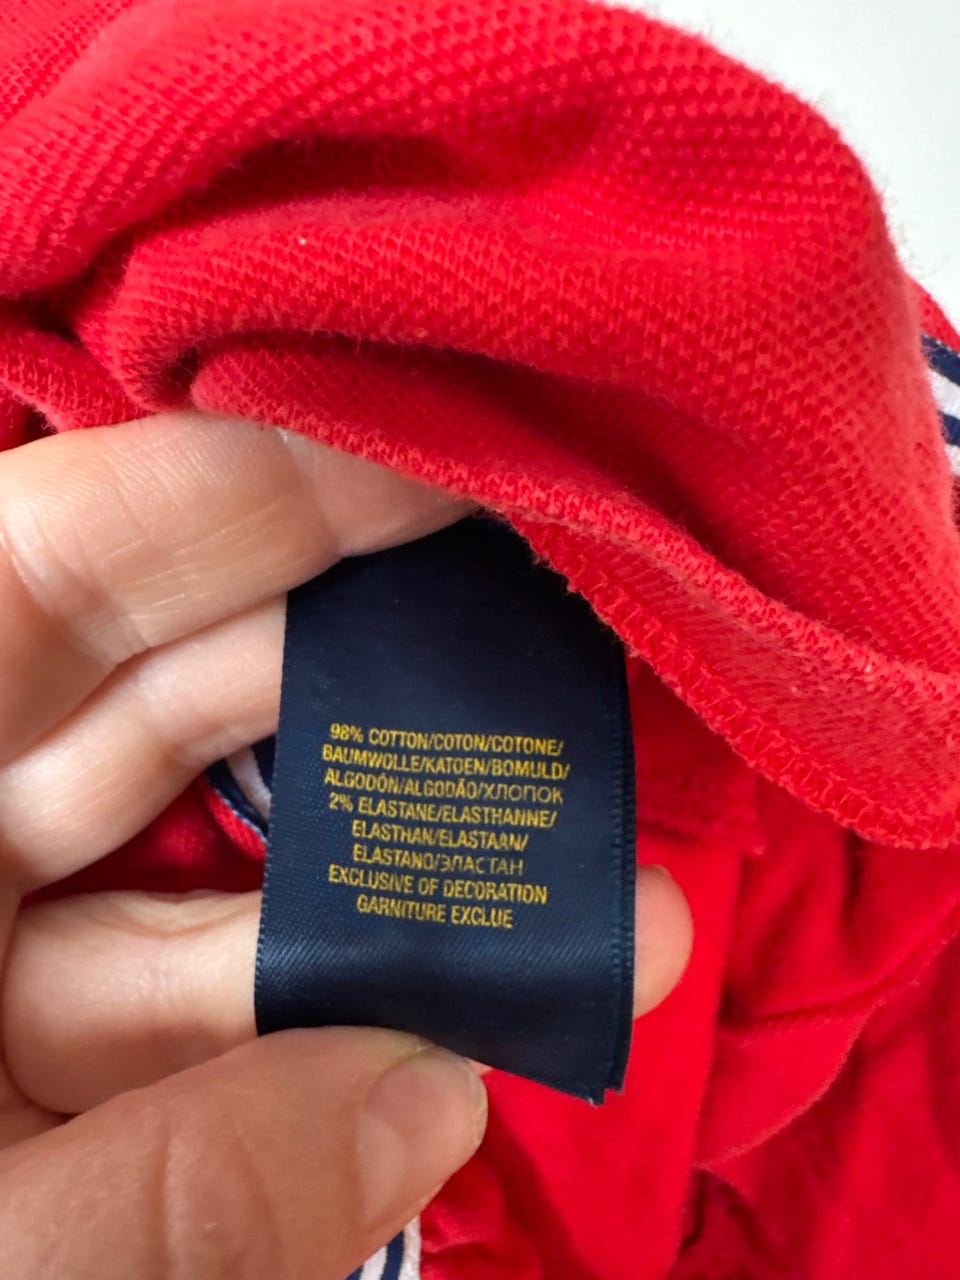 98% COTTON/COTON/COTONE/
BAUMWOLLE/KATOEN/BOMULD/
ALGODÓN/ALGODÃO/ХЛОПОК
2% ELASTANE/ELASTHANNE/
ELASTHAN/ELASTAAN/
ELASTANO/ЭЛАСТАН
EXCLUSIVE OF DECORATION
GARNITURE EXCLUE